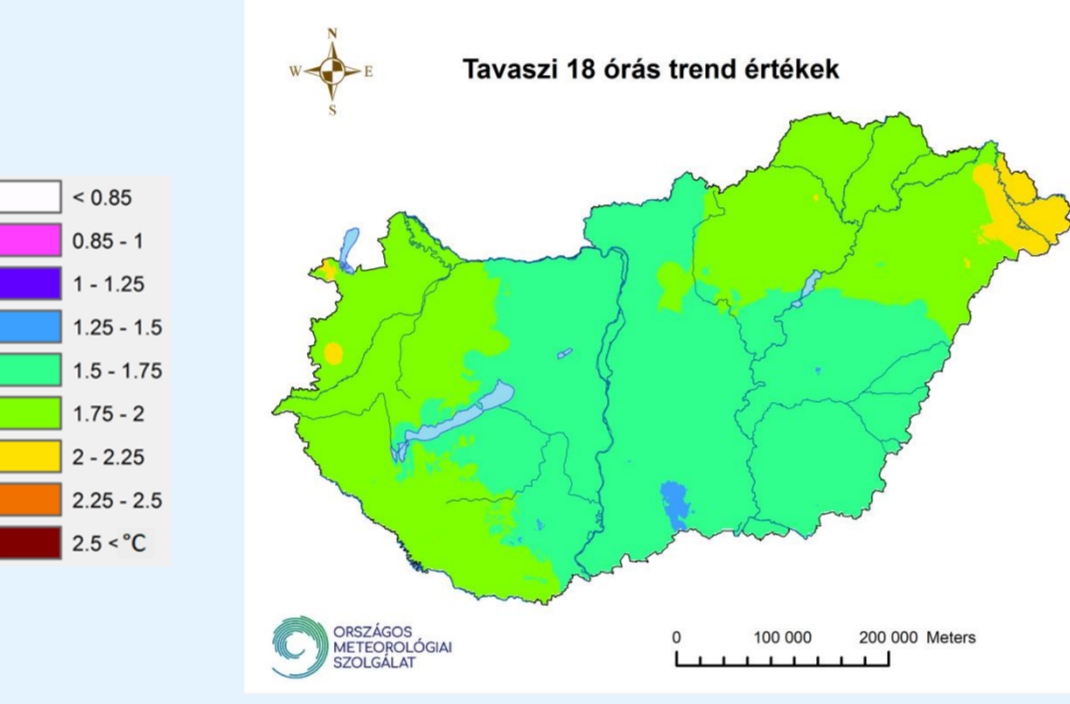 Tavaszi 18 órás trend értékek
N
W
E
S
< 0.85
0.85 - 1
1 - 1.25
1.25 - 1.5
1.5 - 1.75
1.75 - 2
2 - 2.25
2.25 - 2.5
2.5 < °C
ORSZÁGOS
METEOROLÓGIAI
SZOLGÁLAT
0 100 000 200 000 Meters